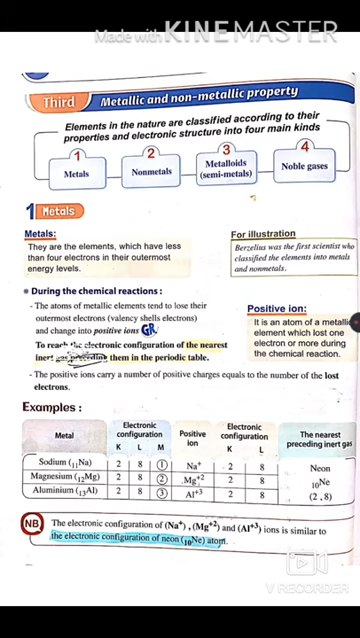 Made with KINEMASTER
Third
Metallic and non-metallic property
Elements in the nature are classified according to their
properties and electronic structure into four main kinds
1
Metals
2
Nonmetals
3
Metalloids
(semi-metals)
4
Noble gases
1 Metals
Metals:
They are the elements, which have less
than four electrons in their outermost
energy levels.
For illustration
Berzelius was the first scientist who
classified the elements into metals
and nonmetals.
• During the chemical reactions :
- The atoms of metallic elements tend to lose their
outermost electrons (valency shells electrons)
and change into positive ions GR
To reach the electronic configuration of the nearest
inert gas preceding them in the periodic table.
- The positive ions carry a number of positive charges equal to the number of the lost
electrons.
Positive ion:
It is an atom of a metallic
element which lost one
electron or more during
the chemical reaction.
Examples :
Metal
Electronic
configuration
K L M
Positive
ion
Electronic
configuration
K L
The nearest
preceding inert gas
Sodium (₁₁Na) 2 8 ① Na⁺ 2 8 Neon
Magnesium (₁₂Mg) 2 8 ② Mg⁺² 2 8 ₁₀Ne
Aluminium (₁₃Al) 2 8 ③ Al⁺³ 2 8 (2 , 8)
NB
The electronic configuration of (Na⁺) , (Mg⁺²) and (Al⁺³) ions is similar to
the electronic configuration of neon (₁₀Ne) atom.
V RECORDER